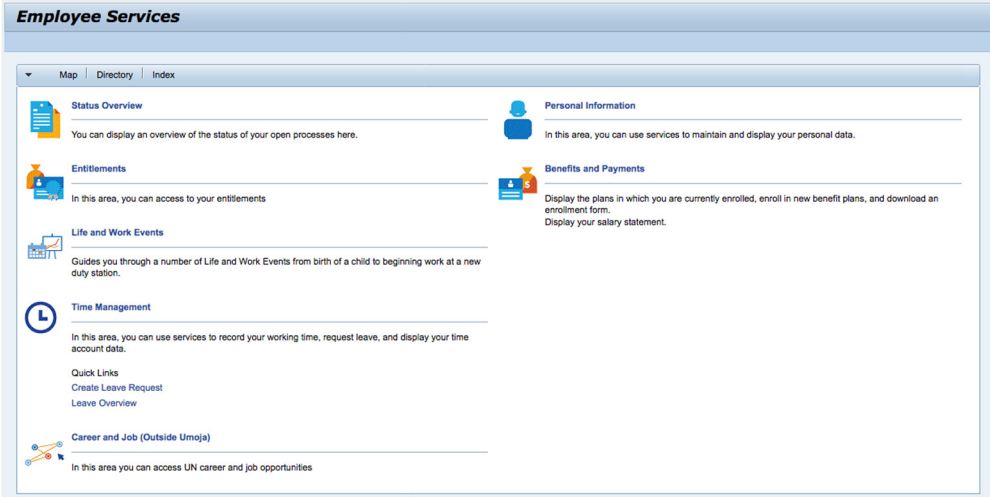 Employee Services
Map
Directory
Index
Status Overview
You can display an overview of the status of your open processes here.
Entitlements
In this area, you can access to your entitlements
Life and Work Events
Guides you through a number of Life and Work Events from birth of a child to beginning work at a new
duty station.
Time Management
In this area, you can use services to record your working time, request leave, and display your time
account data.
Quick Links
Create Leave Request
Leave Overview
Career and Job (Outside Umoja)
In this area you can access UN career and job opportunities
Personal Information
In this area, you can use services to maintain and display your personal data.
Benefits and Payments
Display the plans in which you are currently enrolled, enroll in new benefit plans, and download an
enrollment form.
Display your salary statement.